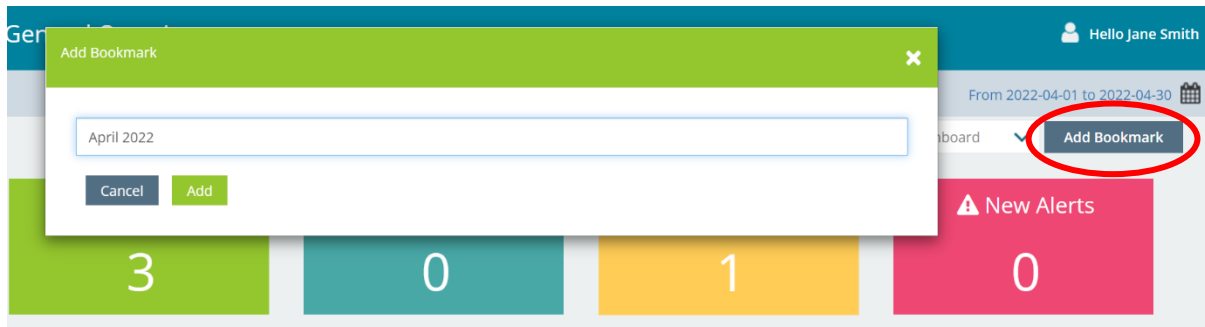 Hello Jane Smith
Add Bookmark
From 2022-04-01 to 2022-04-30
April 2022
Add Bookmark
Cancel Add
New Alerts
3 0 1 0